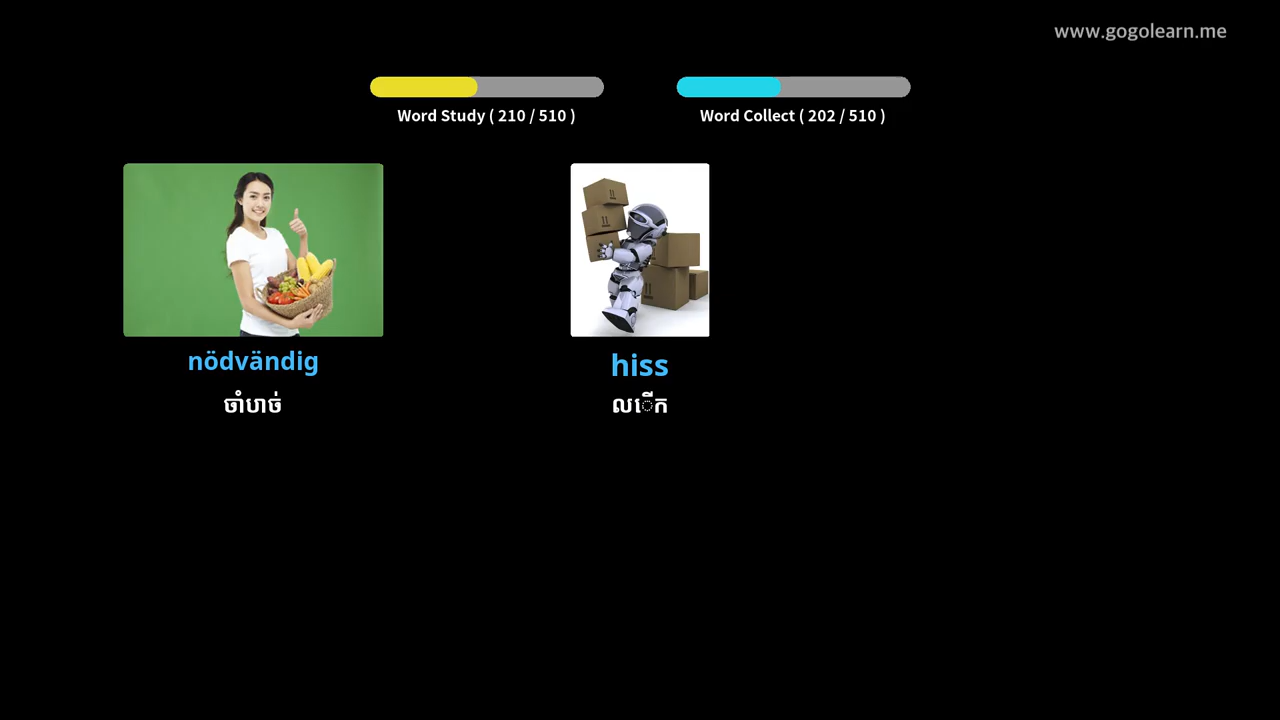 www.gogolearn.me
Word Study ( 210 / 510 )
Word Collect ( 202 / 510 )
nödvändig
hiss
ចាំបាច់
លើក